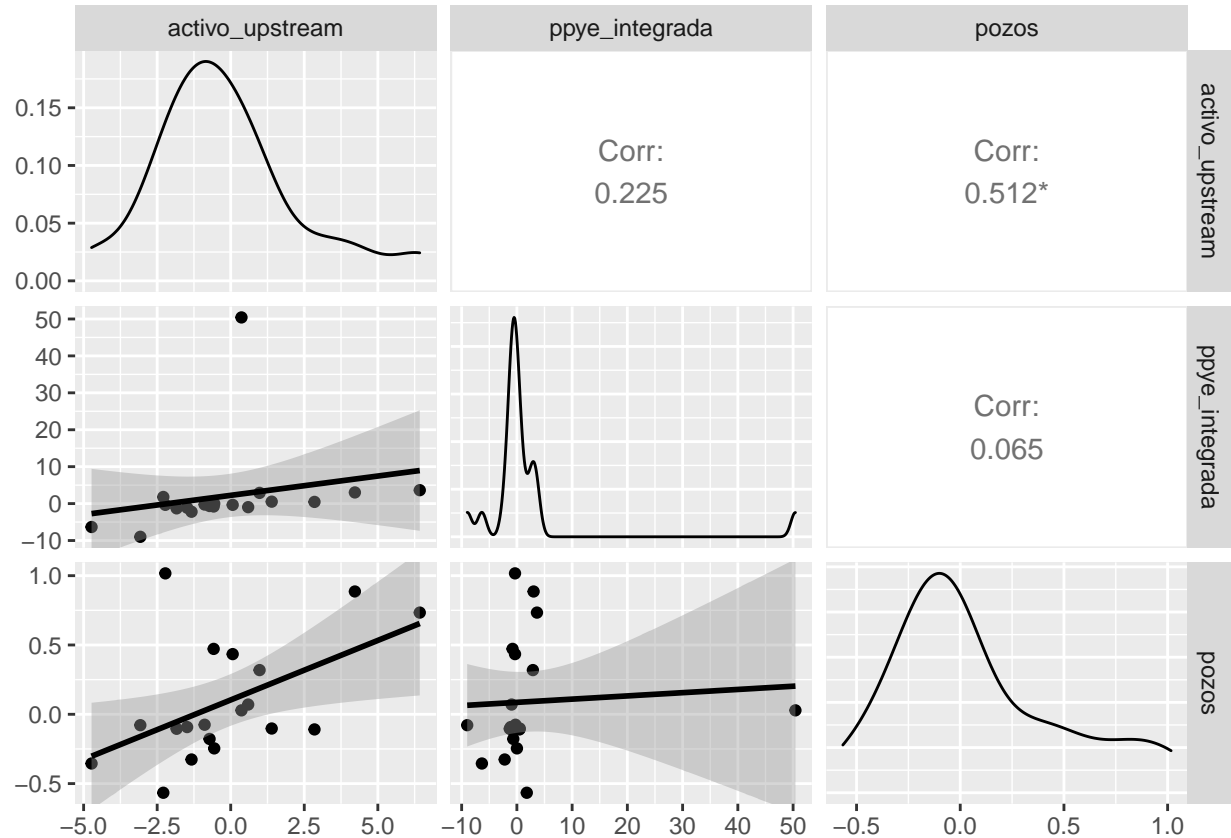 activo_upstream ppye_integrada pozos
0.15
0.10
0.05
0.00
Corr:
0.225
Corr:
0.512*
activo_upstream
50
40
30
20
10
0
−10
Corr:
0.065
ppye_integrada
1.0
0.5
0.0
−0.5
pozos
−5.0 −2.5 0.0 2.5 5.0 −10 0 10 20 30 40 50 −0.5 0.0 0.5 1.0